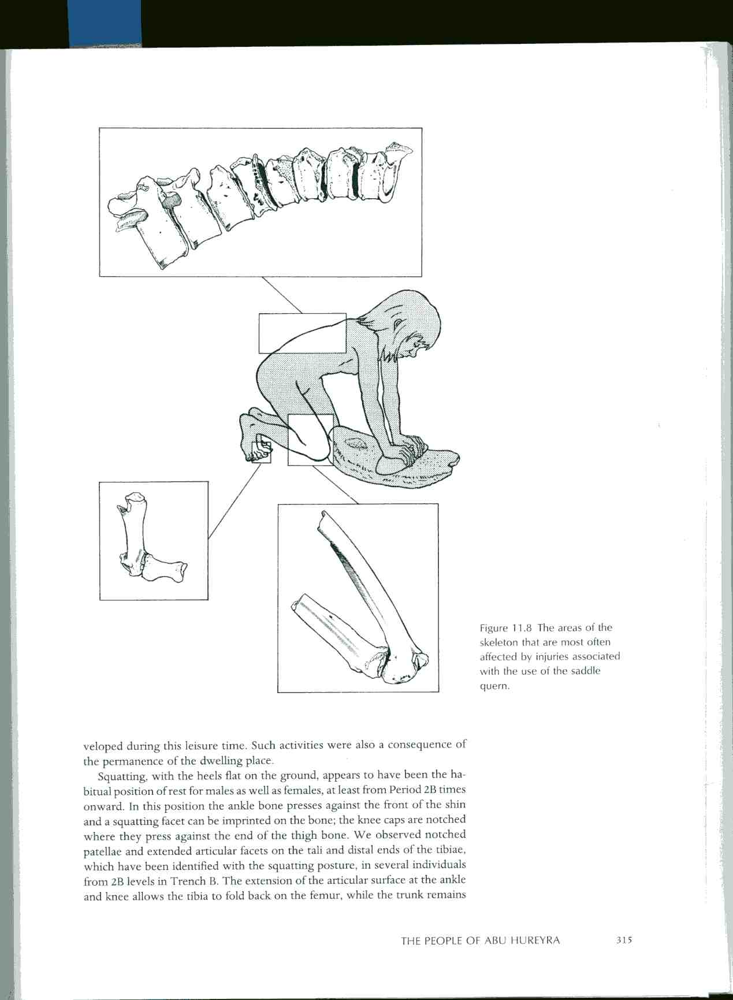 Figure 11.8 The areas of the
skeleton that are most often
affected by injuries associated
with the use of the saddle
quern.
veloped during this leisure time. Such activities were also a consequence of
the permanence of the dwelling place.
Squatting, with the heels flat on the ground, appears to have been the ha-
bitual position of rest for males as well as females, at least from Period 2B times
onward. In this position the ankle bone presses against the front of the shin
and a squatting facet can be imprinted on the bone; the knee caps are notched
where they press against the end of the thigh bone. We observed notched
patellae and extended articular facets on the tali and distal ends of the tibiae,
which have been identified with the squatting posture, in several individuals
from 2B levels in Trench B. The extension of the articular surface at the ankle
and knee allows the tibia to fold back on the femur, while the trunk remains
THE PEOPLE OF ABU HUREYRA 315